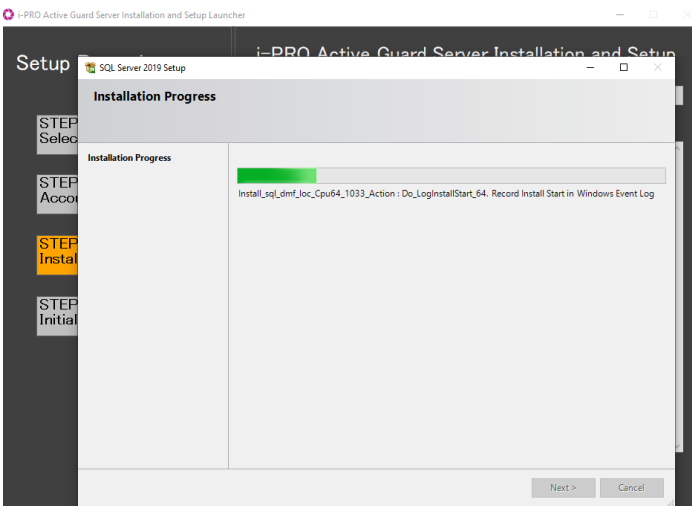 i-PRO Active Guard Server Installation and Setup Launcher
Setup
i-PRO Active Guard Server Installation and Setup
SQL Server 2019 Setup
Installation Progress
STEP
Selec
Installation Progress
Install_sql_dmf_loc_Cpu64_1033_Action : Do_LogInstallStart_64. Record Install Start in Windows Event Log
STEP
Accou
STEP
Instal
STEP
Initial
Next >
Cancel